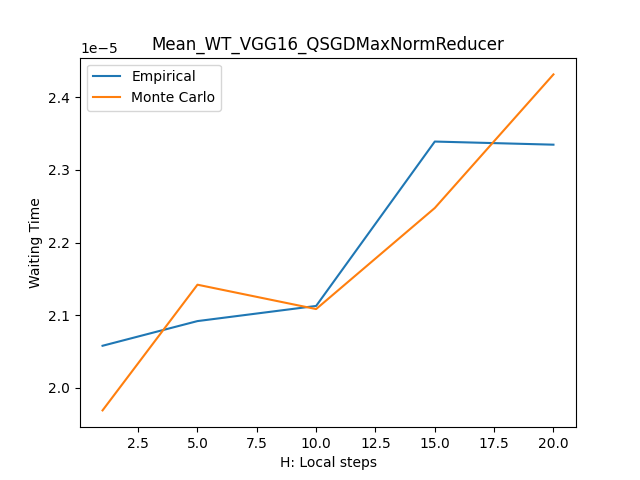 Mean_WT_VGG16_QSGDMaxNormReducer
1e−5
Empirical
Monte Carlo
2.4
2.3
2.2
2.1
2.0
Waiting Time
2.5 5.0 7.5 10.0 12.5 15.0 17.5 20.0
H: Local steps